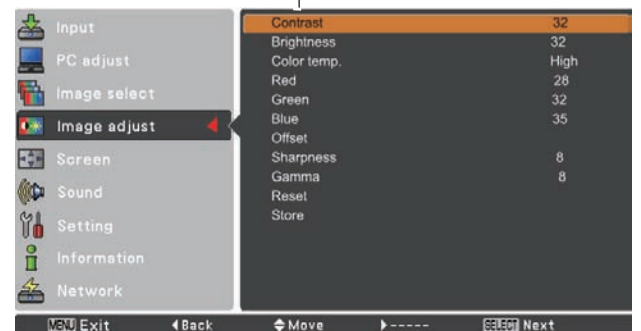 Input
PC adjust
Image select
Image adjust
Screen
Sound
Setting
Information
Network
Contrast 32
Brightness 32
Color temp. High
Red 28
Green 32
Blue 35
Offset
Sharpness 8
Gamma 8
Reset
Store
MENU Exit ◀Back Move ▶----- SELECT Next